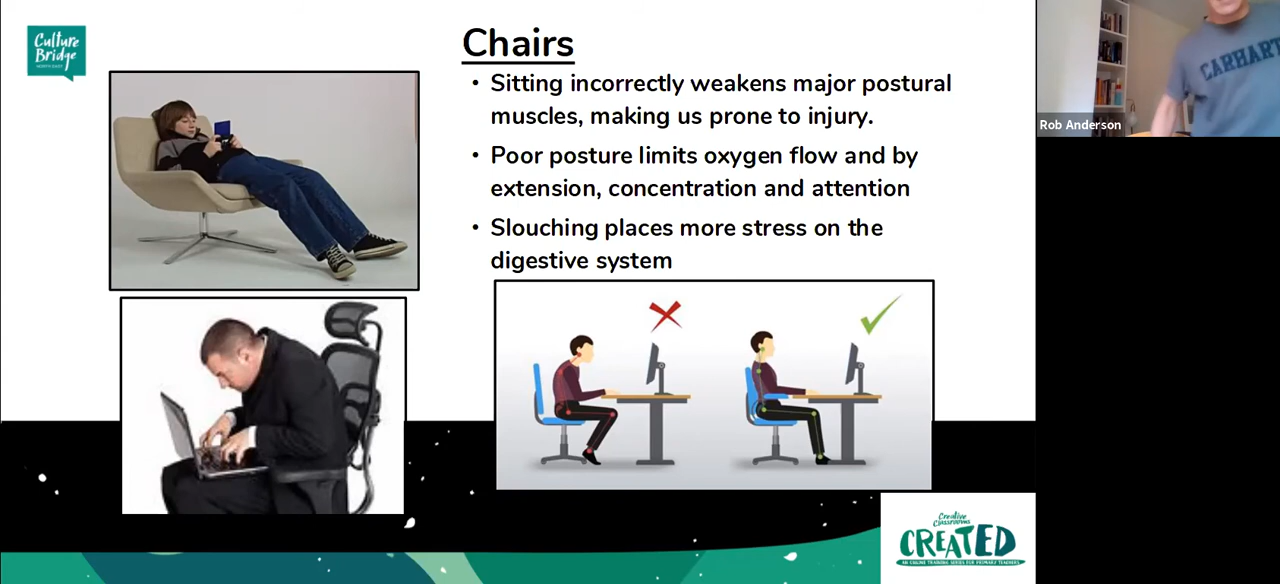 Culture
Bridge
NORTH EAST
Chairs
• Sitting incorrectly weakens major postural
muscles, making us prone to injury.
• Poor posture limits oxygen flow and by
extension, concentration and attention
• Slouching places more stress on the
digestive system
CARHART
Rob Anderson
Creative
Classrooms
CREATED
AN ONLINE TRAINING SERIES FOR PRIMARY TEACHERS